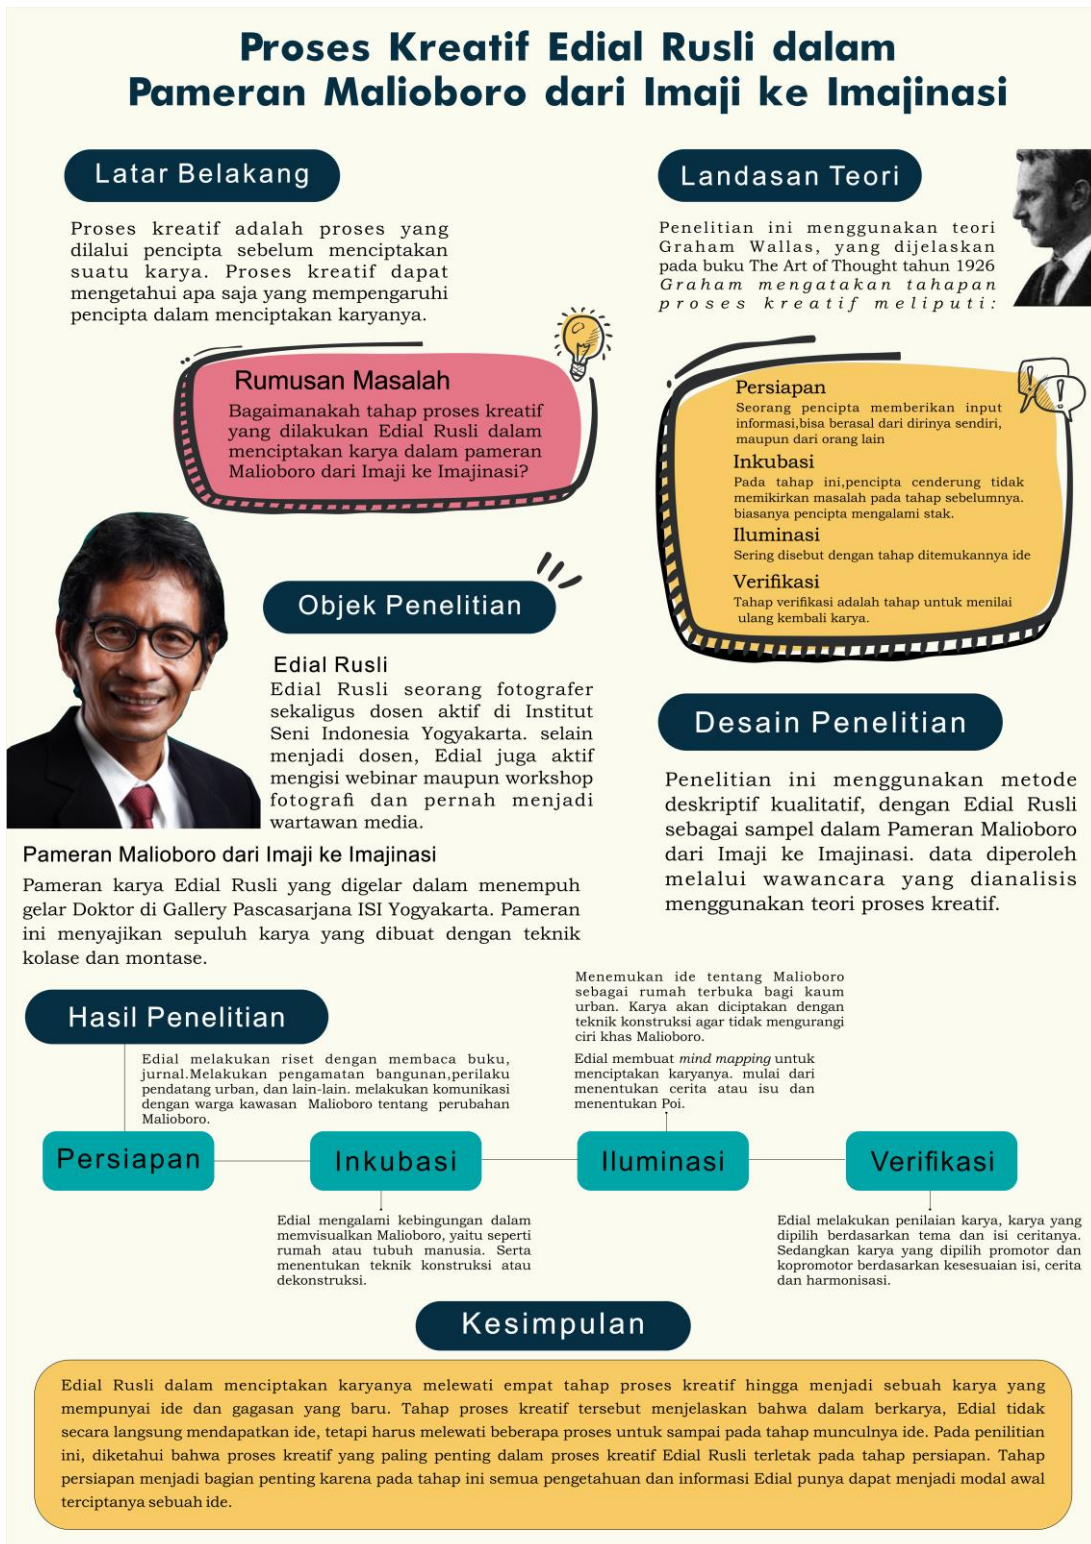 Proses Kreatif Edial Rusli dalam
Pameran Malioboro dari Imaji ke Imajinasi
Latar Belakang
Proses kreatif adalah proses yang
dilalui pencipta sebelum menciptakan
suatu karya. Proses kreatif dapat
mengetahui apa saja yang mempengaruhi
pencipta dalam menciptakan karyanya.
Rumusan Masalah
Bagaimanakah tahap proses kreatif
yang dilakukan Edial Rusli dalam
menciptakan karya dalam pameran
Malioboro dari Imaji ke Imajinasi?
Objek Penelitian
Edial Rusli
Edial Rusli seorang fotografer
sekaligus dosen aktif di Institut
Seni Indonesia Yogyakarta. selain
menjadi dosen, Edial juga aktif
mengisi webinar maupun workshop
fotografi dan pernah menjadi
wartawan media.
Pameran Malioboro dari Imaji ke Imajinasi
Pameran karya Edial Rusli yang digelar dalam menempuh
gelar Doktor di Gallery Pascasarjana ISI Yogyakarta. Pameran
ini menyajikan sepuluh karya yang dibuat dengan teknik
kolase dan montase.
Landasan Teori
Penelitian ini menggunakan teori
Graham Wallas, yang dijelaskan
pada buku The Art of Thought tahun 1926
Graham mengatakan tahapan
proses kreatif meliputi:
Persiapan
Seorang pencipta memberikan input
informasi,bisa berasal dari dirinya sendiri,
maupun dari orang lain
Inkubasi
Pada tahap ini,pencipta cenderung tidak
memikirkan masalah pada tahap sebelumnya.
biasanya pencipta mengalami stak.
Iluminasi
Sering disebut dengan tahap ditemukannya ide
Verifikasi
Tahap verifikasi adalah tahap untuk menilai
ulang kembali karya.
Desain Penelitian
Penelitian ini menggunakan metode
deskriptif kualitatif, dengan Edial Rusli
sebagai sampel dalam Pameran Malioboro
dari Imaji ke Imajinasi. data diperoleh
melalui wawancara yang dianalisis
menggunakan teori proses kreatif.
Hasil Penelitian
Edial melakukan riset dengan membaca buku,
jurnal.Melakukan pengamatan bangunan,perilaku
pendatang urban, dan lain-lain. melakukan komunikasi
dengan warga kawasan Malioboro tentang perubahan
Malioboro.
Menemukan ide tentang Malioboro
sebagai rumah terbuka bagi kaum
urban. Karya akan diciptakan dengan
teknik konstruksi agar tidak mengurangi
ciri khas Malioboro.
Edial membuat mind mapping untuk
menciptakan karyanya. mulai dari
menentukan cerita atau isu dan
menentukan Poi.
Persiapan
Inkubasi
Iluminasi
Verifikasi
Edial mengalami kebingungan dalam
memvisualkan Malioboro, yaitu seperti
rumah atau tubuh manusia. Serta
menentukan teknik konstruksi atau
dekonstruksi.
Edial melakukan penilaian karya, karya yang
dipilih berdasarkan tema dan isi ceritanya.
Sedangkan karya yang dipilih promotor dan
kopromotor berdasarkan kesesuaian isi, cerita
dan harmonisasi.
Kesimpulan
Edial Rusli dalam menciptakan karyanya melewati empat tahap proses kreatif hingga menjadi sebuah karya yang
mempunyai ide dan gagasan yang baru. Tahap proses kreatif tersebut menjelaskan bahwa dalam berkarya, Edial tidak
secara langsung mendapatkan ide, tetapi harus melewati beberapa proses untuk sampai pada tahap munculnya ide. Pada penilitian
ini, diketahui bahwa proses kreatif yang paling penting dalam proses kreatif Edial Rusli terletak pada tahap persiapan. Tahap
persiapan menjadi bagian penting karena pada tahap ini semua pengetahuan dan informasi Edial punya dapat menjadi modal awal
terciptanya sebuah ide.